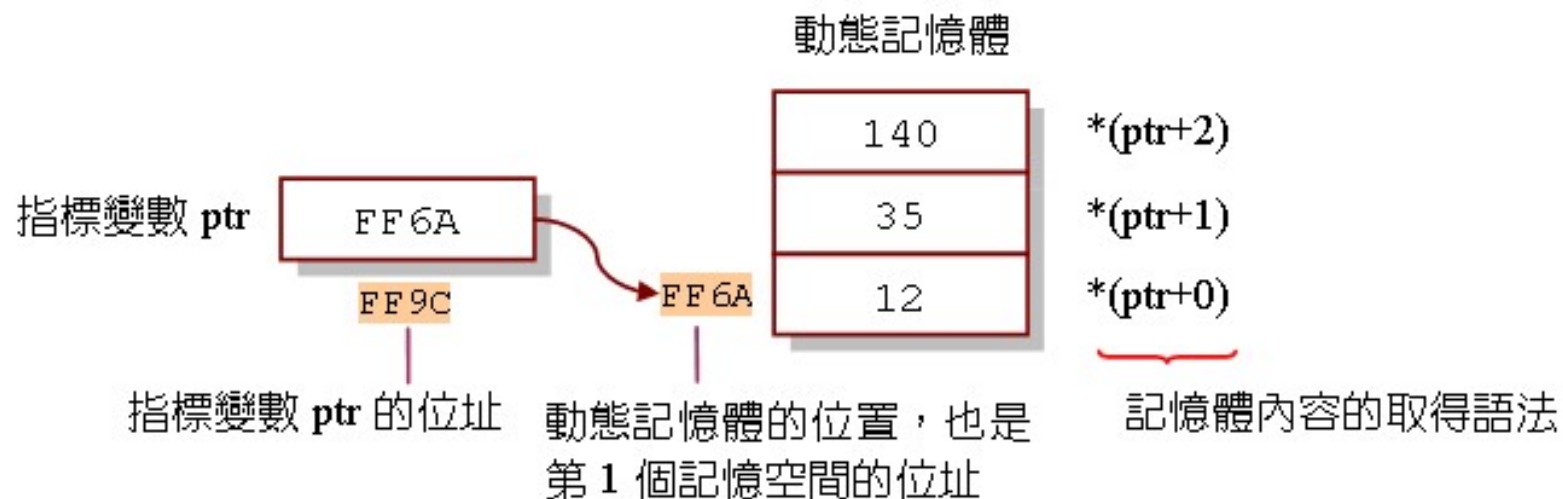 動態記憶體
140
*(ptr+2)
指標變數 ptr
FF6A
35
*(ptr+1)
FF9C
FF6A
12
*(ptr+0)
指標變數 ptr 的位址
動態記憶體的位置，也是
第 1 個記憶空間的位址
記憶體內容的取得語法